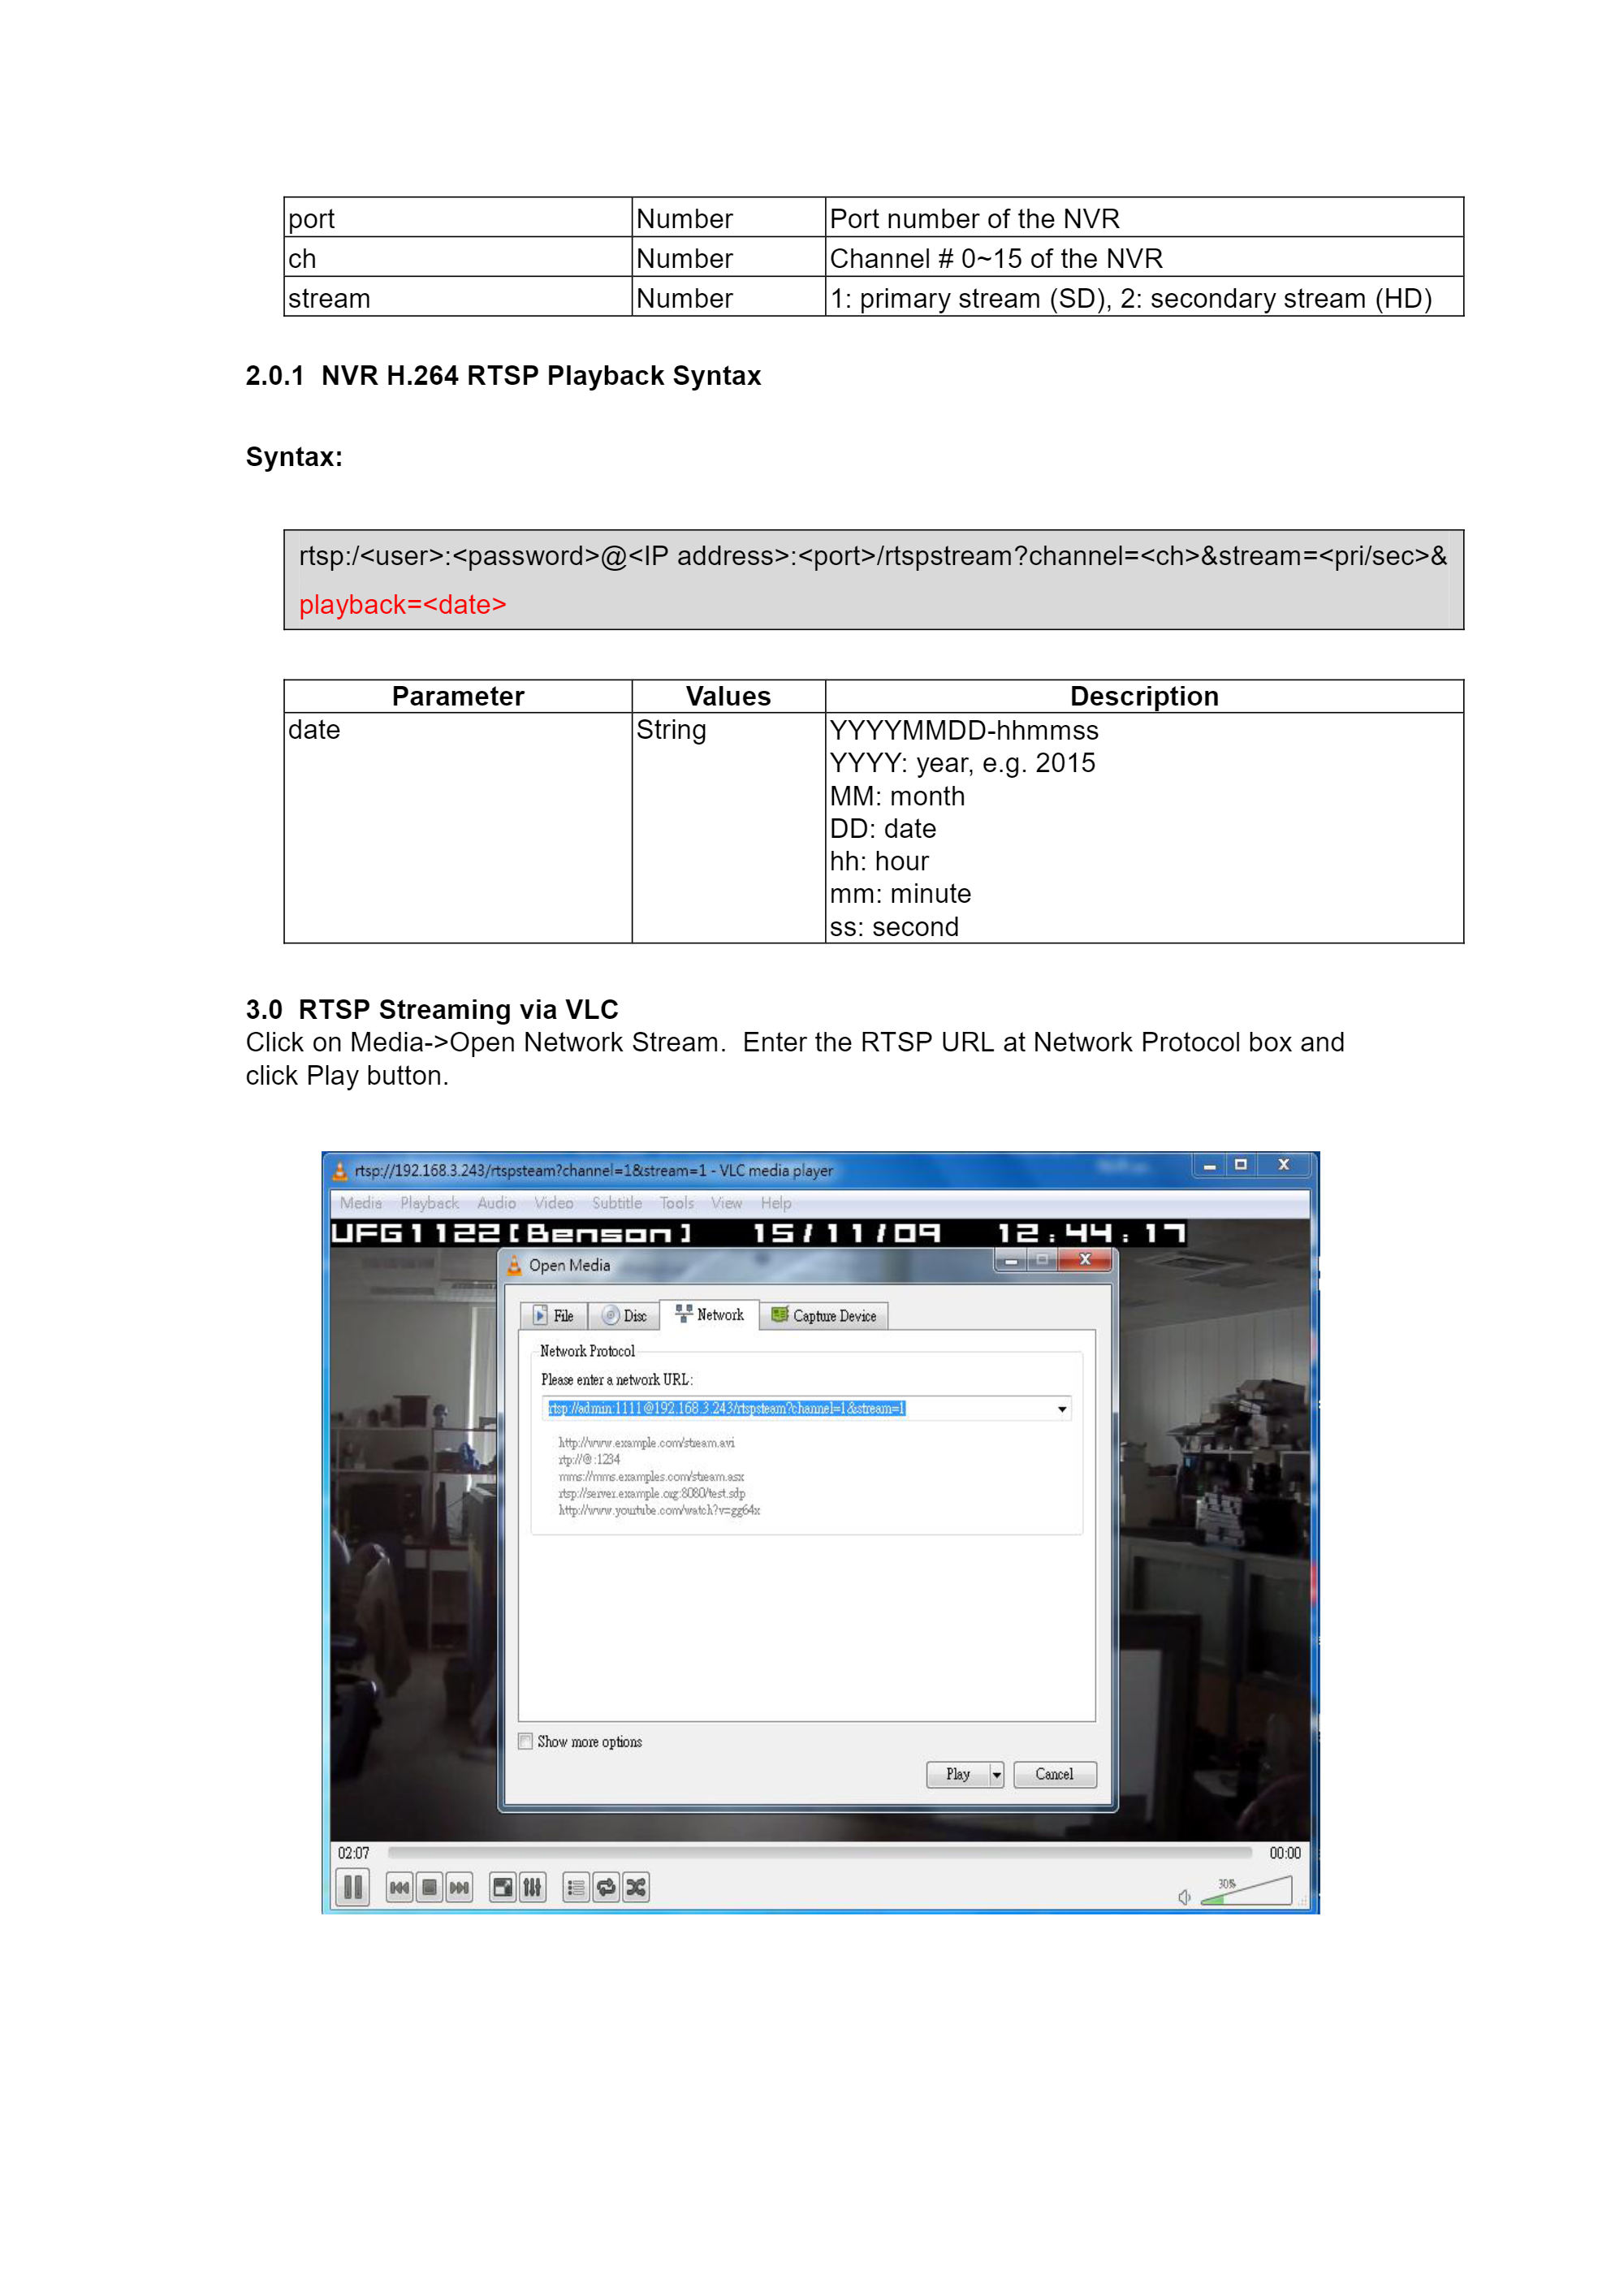 port Number Port number of the NVR
ch Number Channel # 0~15 of the NVR
stream Number 1: primary stream (SD), 2: secondary stream (HD)
2.0.1 NVR H.264 RTSP Playback Syntax
Syntax:
rtsp:/<user>:<password>@<IP address>:<port>/rtspstream?channel=<ch>&stream=<pri/sec>&
playback=<date>
Parameter Values Description
date String YYYYMMDD-hhmmss
YYYY: year, e.g. 2015
MM: month
DD: date
hh: hour
mm: minute
ss: second
3.0 RTSP Streaming via VLC
Click on Media->Open Network Stream. Enter the RTSP URL at Network Protocol box and
click Play button.
rtsp://192.168.3.243/rtspsteam?channel=1&stream=1 - VLC media player
Media Playback Audio Video Subtitle Tools View Help
UFG1122[Benson] 15/11/09 12:44:17
Open Media
File Disc Network Capture Device
Network Protocol
Please enter a network URL:
rtsp://admin:1111@192.168.3.243/rtspsteam?channel=1&stream=1
http://www.example.com/stream.avi
rtp://@:1234
mms://mms.examples.com/stream.asx
rtsp://server.example.org:8080/test.sdp
http://www.youtube.com/watch?v=gg64x
Show more options
Play Cancel
02:07 00:00
30%